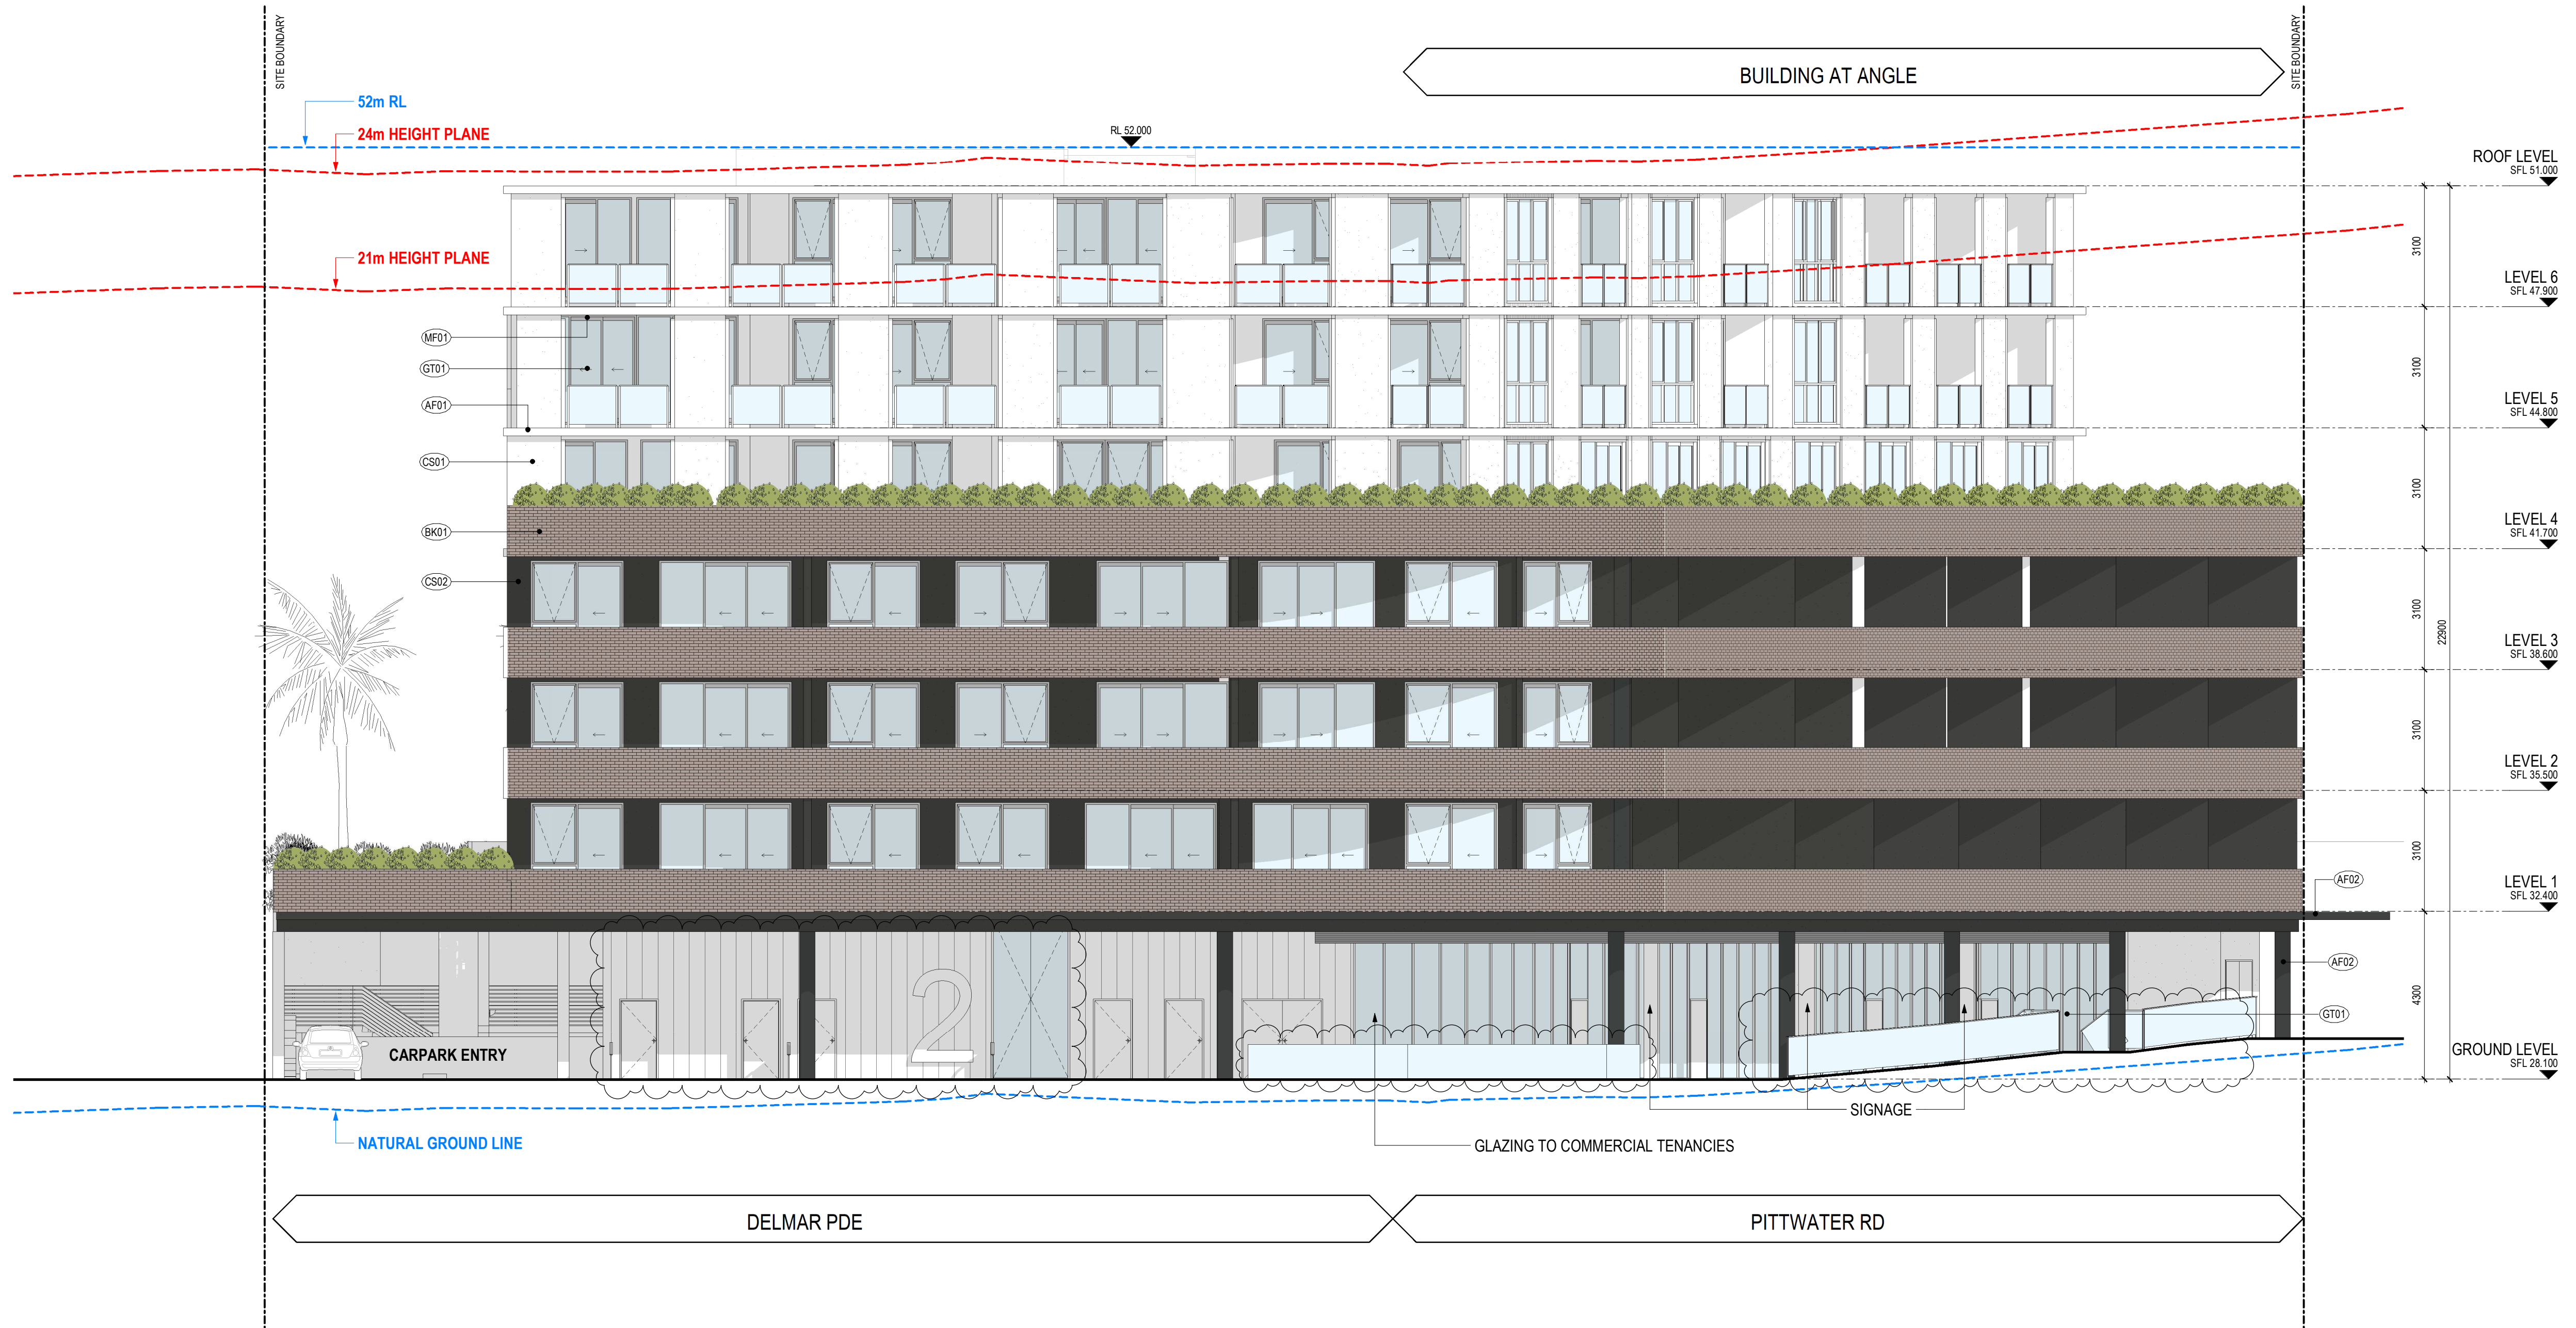 SITE BOUNDARY
SITE BOUNDARY
BUILDING AT ANGLE
52m RL
24m HEIGHT PLANE
RL 52.000
ROOF LEVEL
SFL 51.000
3100
21m HEIGHT PLANE
LEVEL 6
SFL 47.900
MF01
GT01
3100
AF01
LEVEL 5
SFL 44.800
CS01
3100
BK01
LEVEL 4
SFL 41.700
CS02
3100
22900
LEVEL 3
SFL 38.600
3100
LEVEL 2
SFL 35.500
3100
AF02
LEVEL 1
SFL 32.400
AF02
2
4300
GT01
CARPARK ENTRY
GROUND LEVEL
SFL 28.100
SIGNAGE
NATURAL GROUND LINE
GLAZING TO COMMERCIAL TENANCIES
DELMAR PDE
PITTWATER RD